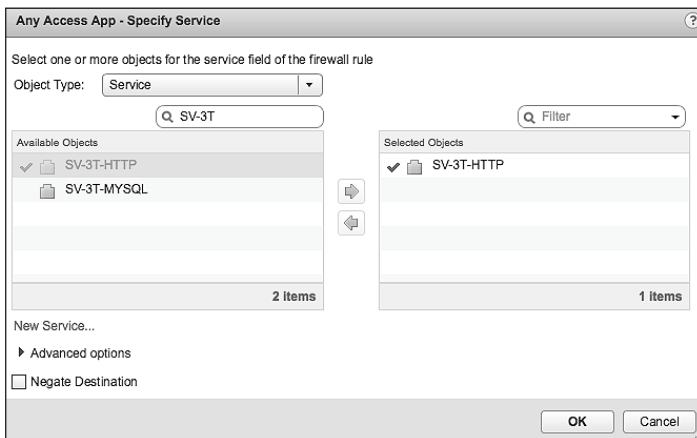 Any Access App - Specify Service
?
Select one or more objects for the service field of the firewall rule
Object Type: Service
SV-3T
Filter
Available Objects
Selected Objects
SV-3T-HTTP
SV-3T-HTTP
SV-3T-MYSQL
2 items
1 items
New Service...
Advanced options
Negate Destination
OK
Cancel